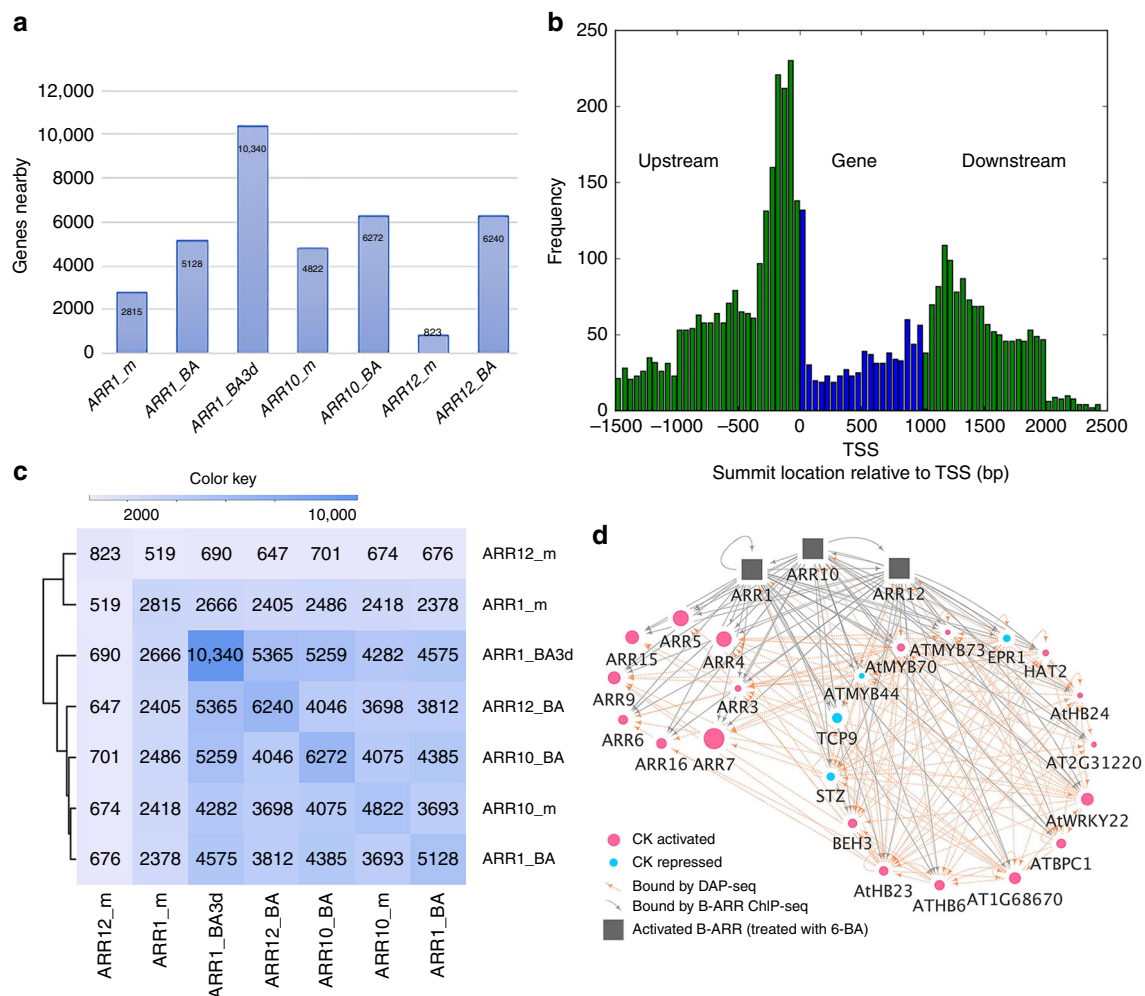 a
12,000
10,000
8000
6000
4000
2000
0
Genes nearby
2815
5128
10,340
4822
6272
823
6240
ARR1_m
ARR1_BA
ARR1_BA3d
ARR10_m
ARR10_BA
ARR12_m
ARR12_BA
b
250
200
150
100
50
0
Frequency
Upstream
Gene
Downstream
−1500
−1000
−500
0
500
1000
1500
2000
2500
TSS
Summit location relative to TSS (bp)
c
Color key
2000
10,000
823 519 690 647 701 674 676 ARR12_m
519 2815 2666 2405 2486 2418 2378 ARR1_m
690 2666 10,340 5365 5259 4282 4575 ARR1_BA3d
647 2405 5365 6240 4046 3698 3812 ARR12_BA
701 2486 5259 4046 6272 4075 4385 ARR10_BA
674 2418 4282 3698 4075 4822 3693 ARR10_m
676 2378 4575 3812 4385 3693 5128 ARR1_BA
ARR12_m
ARR1_m
ARR1_BA3d
ARR12_BA
ARR10_BA
ARR10_m
ARR1_BA
d
ARR10
ARR1
ARR12
ARR5
ARR15
ARR4
ARR9
ARR3
ARR6
ARR16
ARR7
AtMYB70
ATMYB73
EPR1
HAT2
ATMYB44
AtHB24
TCP9
AT2G31220
STZ
AtWRKY22
BEH3
ATBPC1
AtHB23
ATHB6
AT1G68670
CK activated
CK repressed
Bound by DAP-seq
Bound by B-ARR ChIP-seq
Activated B-ARR (treated with 6-BA)